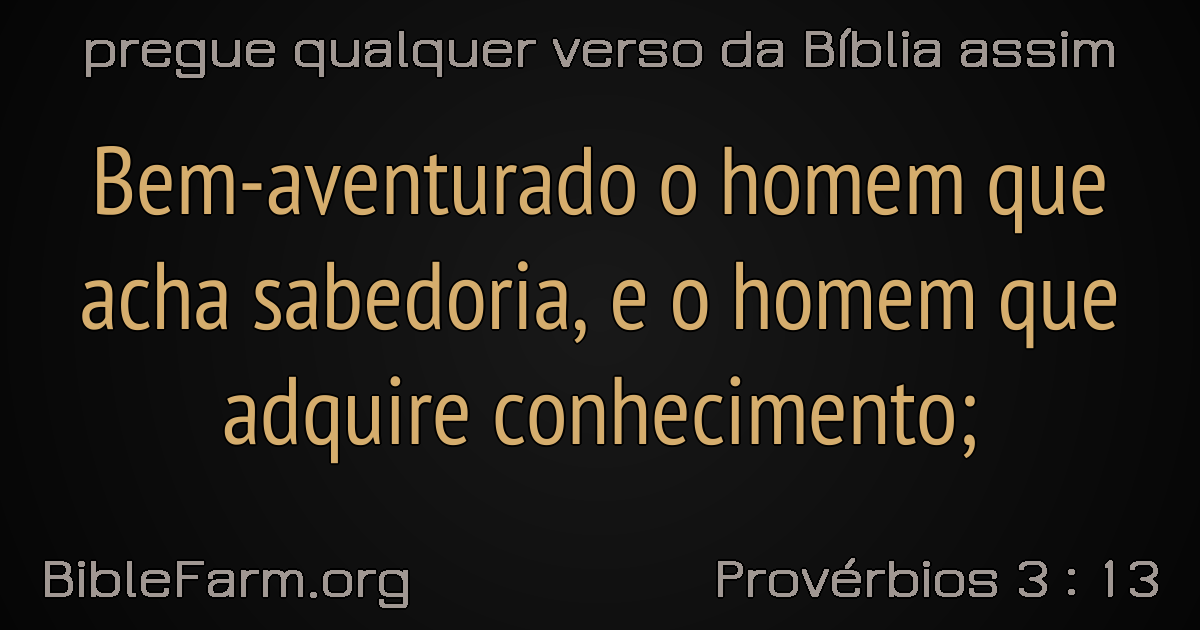 pregue qualquer verso da Bíblia assim
Bem-aventurado o homem que
acha sabedoria, e o homem que
adquire conhecimento;
BibleFarm.org
Provérbios 3 : 13